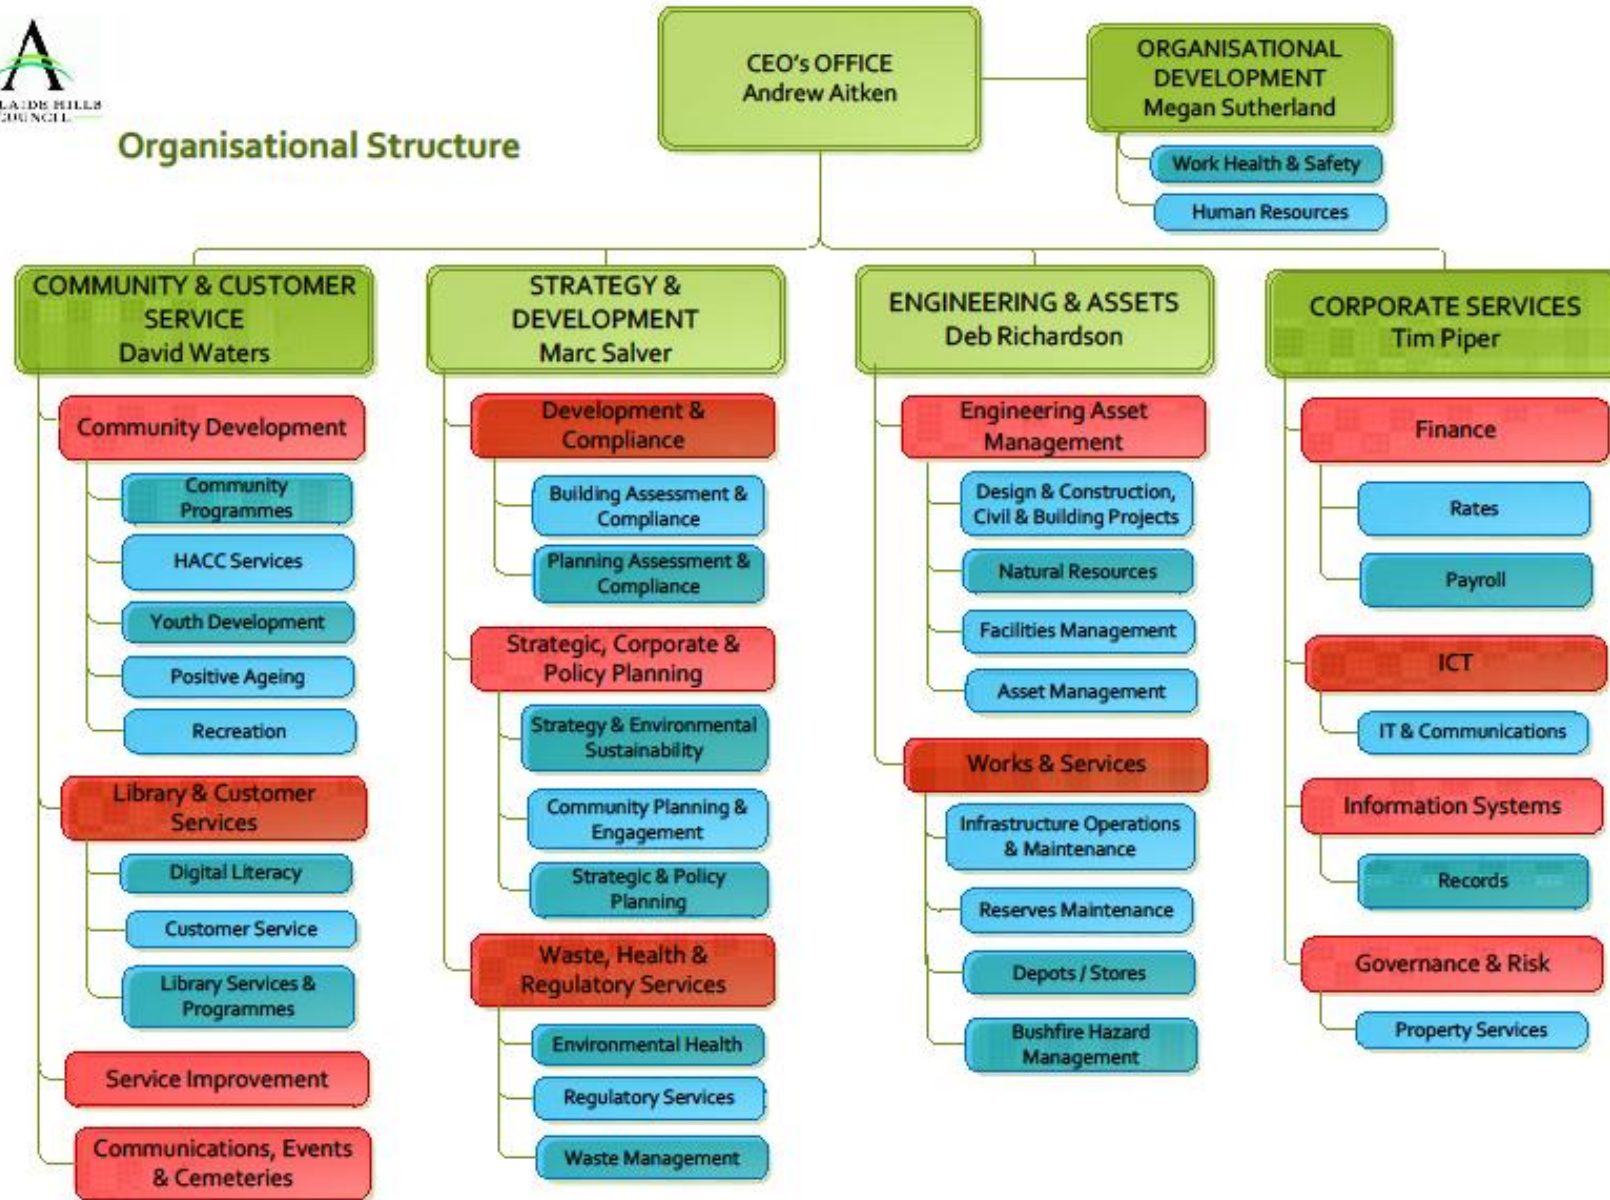 COUNCIL
Organisational Structure
CEO's OFFICE
Andrew Aitken
ORGANISATIONAL
DEVELOPMENT
Megan Sutherland
Work Health & Safety
Human Resources
COMMUNITY & CUSTOMER
SERVICE
David Waters
Community Development
Community
Programmes
HACC Services
Youth Development
Positive Ageing
Recreation
Library & Customer
Services
Digital Literacy
Customer Service
Library Services &
Programmes
Service Improvement
Communications, Events
& Cemeteries
STRATEGY &
DEVELOPMENT
Marc Salver
Development &
Compliance
Building Assessment &
Compliance
Planning Assessment &
Compliance
Strategic, Corporate &
Policy Planning
Strategy & Environmental
Sustainability
Community Planning &
Engagement
Strategic & Policy
Planning
Waste, Health &
Regulatory Services
Environmental Health
Regulatory Services
Waste Management
ENGINEERING & ASSETS
Deb Richardson
Engineering Asset
Management
Design & Construction,
Civil & Building Projects
Natural Resources
Facilities Management
Asset Management
Works & Services
Infrastructure Operations
& Maintenance
Reserves Maintenance
Depots / Stores
Bushfire Hazard
Management
CORPORATE SERVICES
Tim Piper
Finance
Rates
Payroll
ICT
IT & Communications
Information Systems
Records
Governance & Risk
Property Services